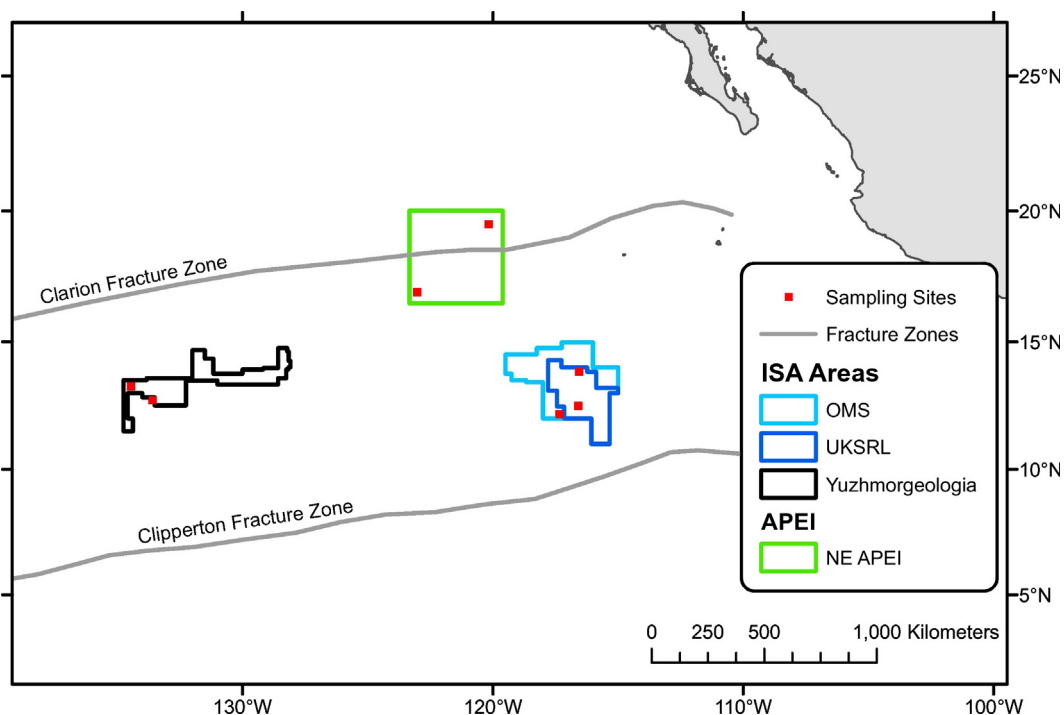 25°N
20°N
Clarion Fracture Zone
Sampling Sites
Fracture Zones
15°N
ISA Areas
OMS
UKSRL
10°N
Yuzhmorgeologia
Clipperton Fracture Zone
APEI
NE APEI
5°N
0 250 500 1,000 Kilometers
130°W 120°W 110°W 100°W